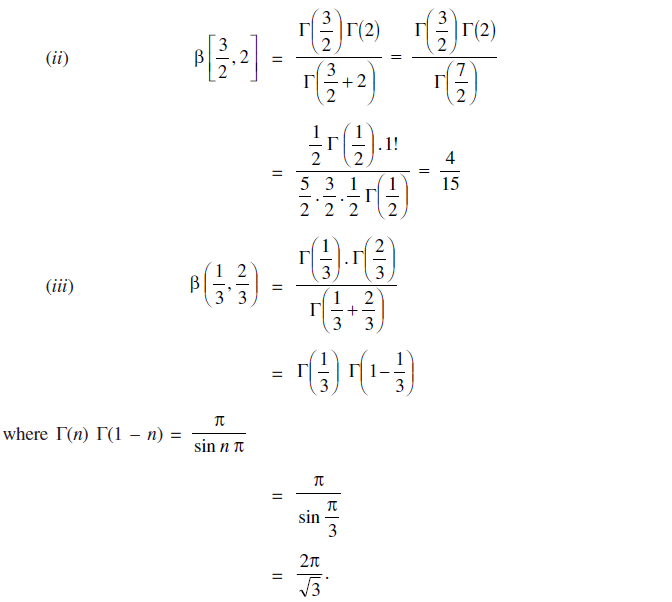 (ii) β[3/2, 2] = Γ(3/2) Γ(2) / Γ(3/2 + 2) = Γ(3/2) Γ(2) / Γ(7/2)
= 1/2 Γ(1/2) . 1! / 5/2 . 3/2 . 1/2 Γ(1/2) = 4/15
(iii) β(1/3, 2/3) = Γ(1/3) . Γ(2/3) / Γ(1/3 + 2/3)
= Γ(1/3) Γ(1 − 1/3)
where Γ(n) Γ(1 − n) = π / sin n π
= π / sin π/3
= 2π / √3 .